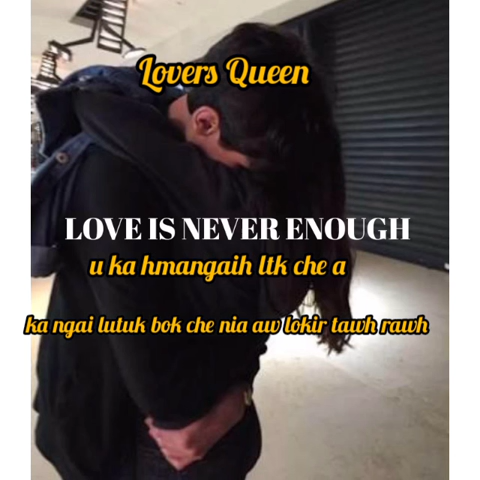 Lovers Queen
LOVE IS NEVER ENOUGH
u ka hmangaih ltk che a
ka ngai lutuk bok che nia aw lokir tawh rawh